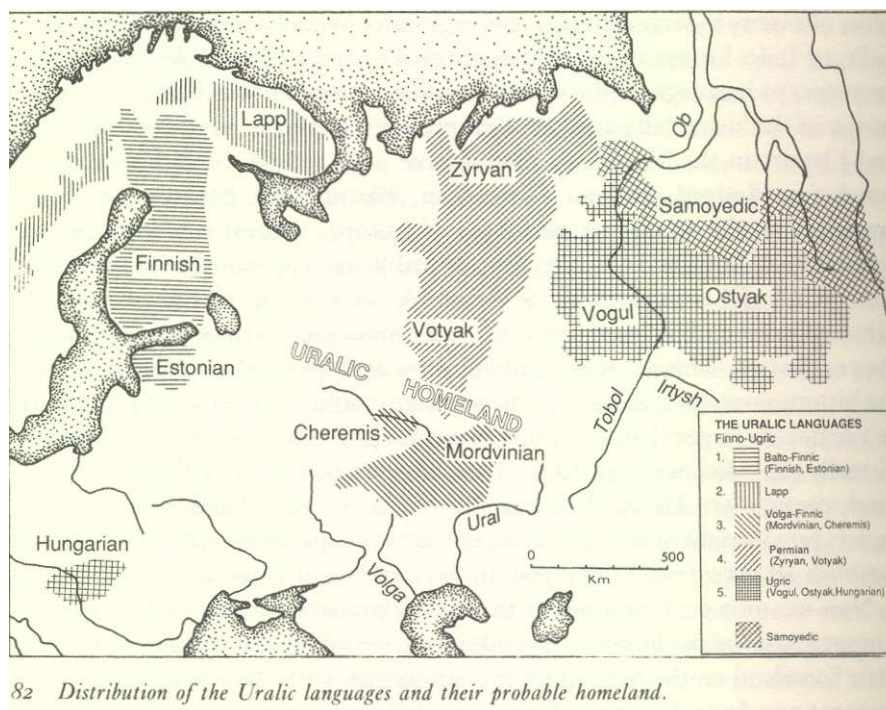 Lapp
Zyryan
Ob
Samoyedic
Finnish
Ostyak
Votyak
Vogul
URALIC HOMELAND
Estonian
Irtysh
Tobol
Cheremis
Mordvinian
Ural
Hungarian
Volga
0 500
Km
THE URALIC LANGUAGES
Finno-Ugric
1. Balto-Finnic
(Finnish, Estonian)
2. Lapp
3. Volga-Finnic
(Mordvinian, Cheremis)
4. Permian
(Zyryan, Votyak)
5. Ugric
(Vogul, Ostyak,Hungarian)
Samoyedic
82 Distribution of the Uralic languages and their probable homeland.